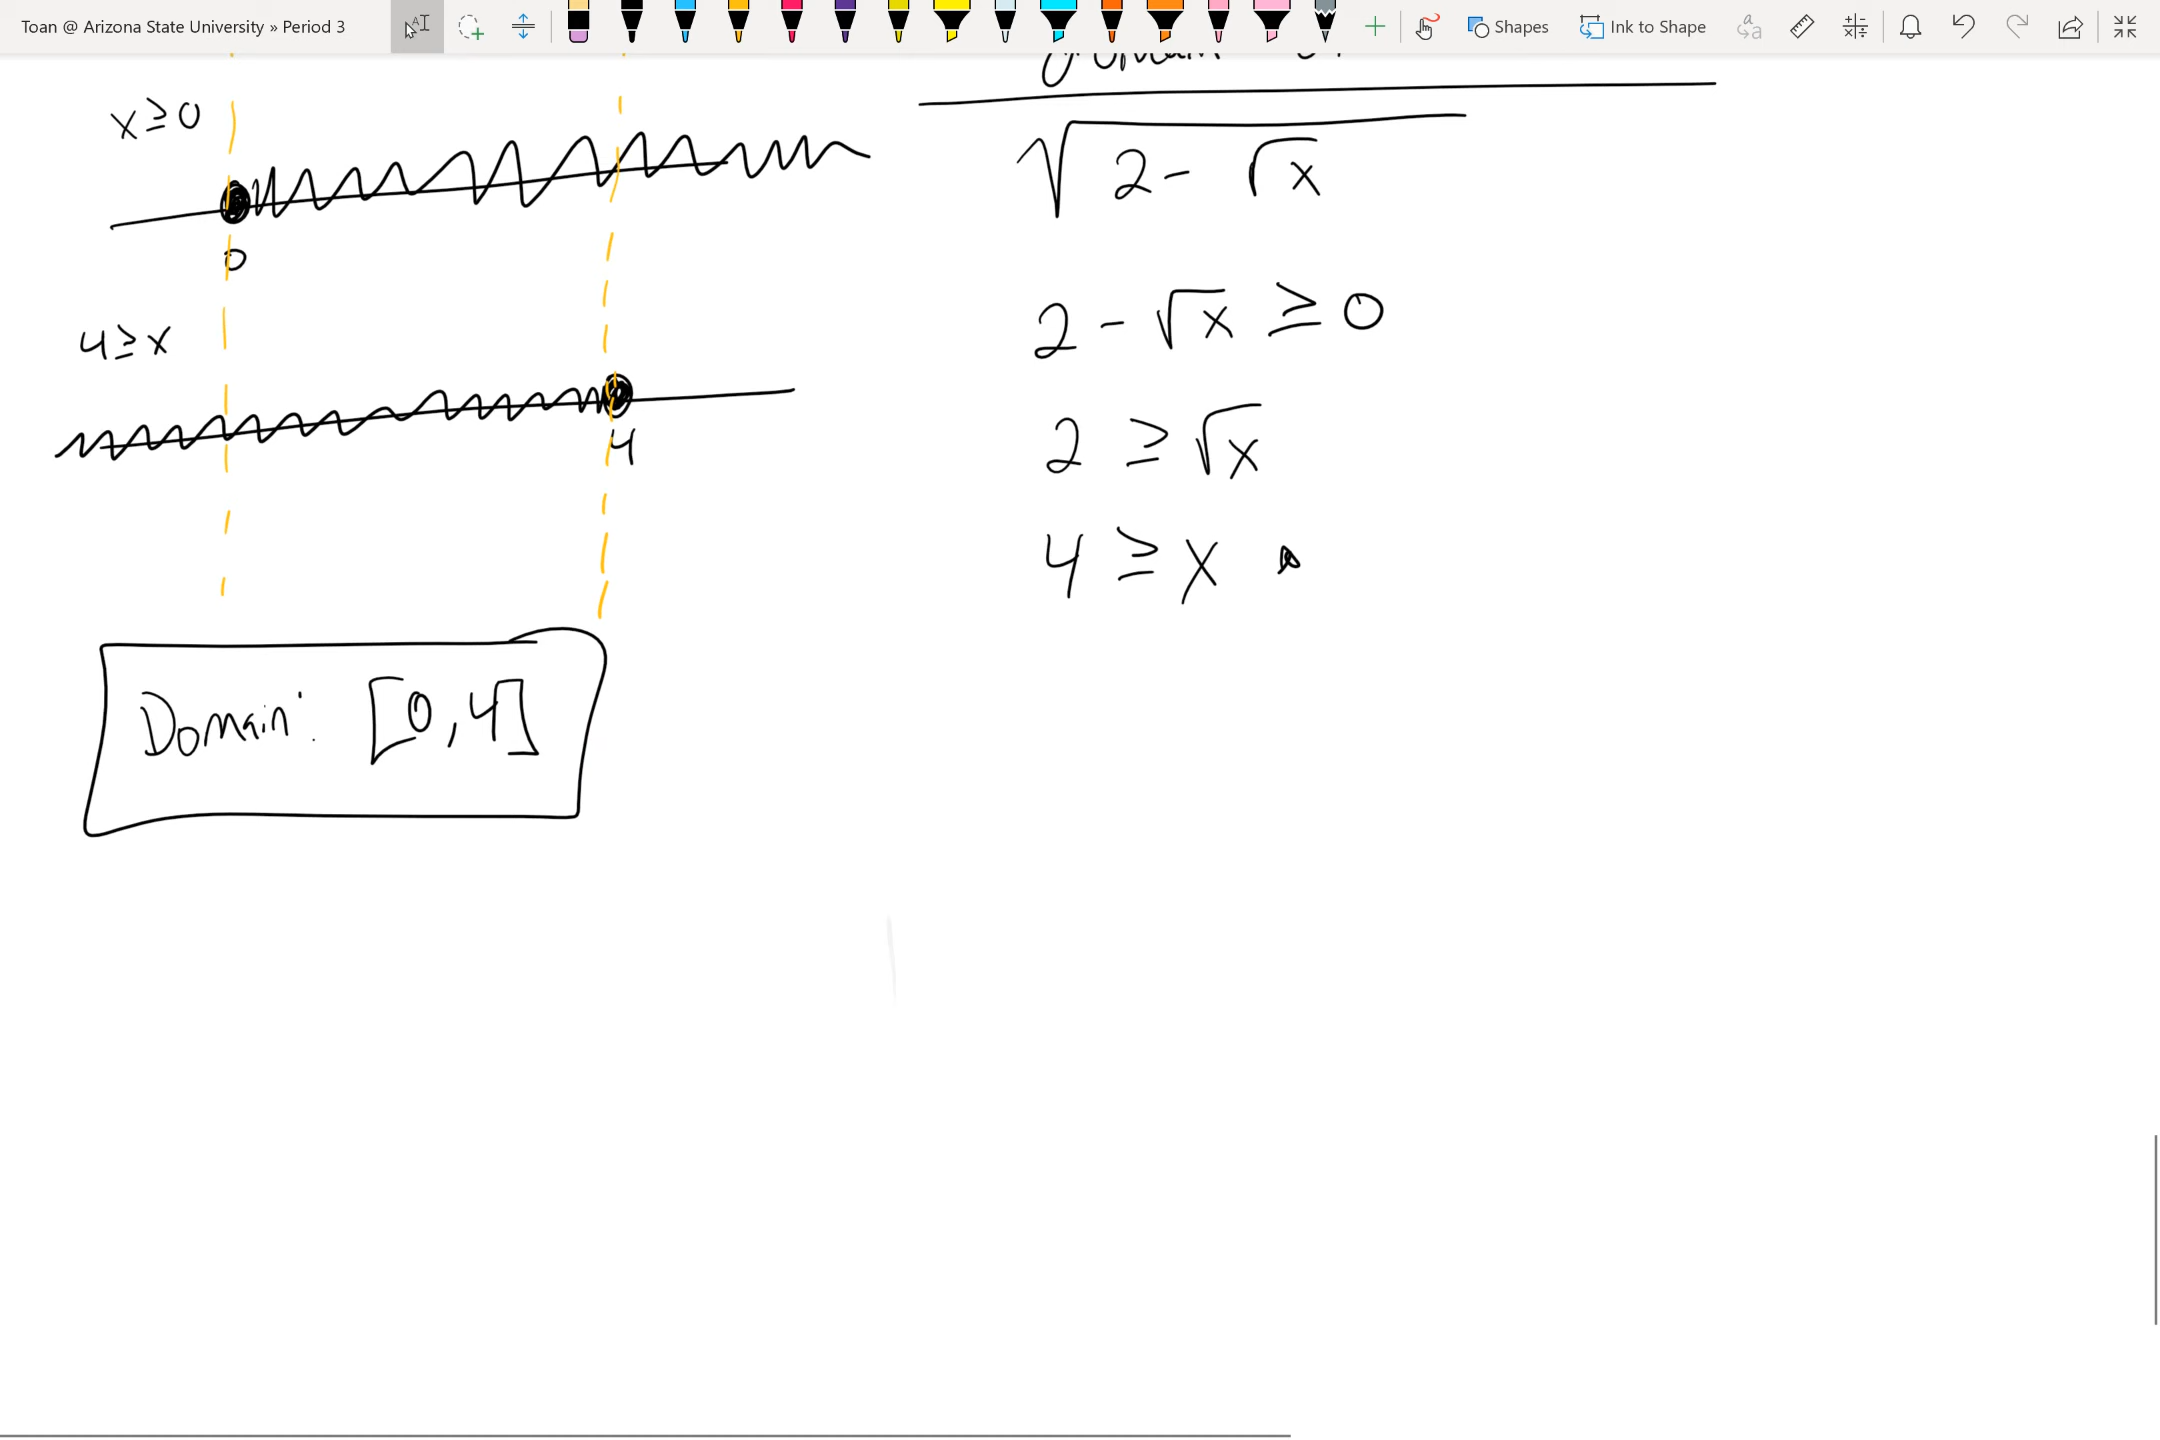 Toan @ Arizona State University » Period 3
Shapes
Ink to Shape
x ≥ 0
0
4 ≥ x
4
Domain: [0,4]
√(2 - √x)
2 - √x ≥ 0
2 ≥ √x
4 ≥ x